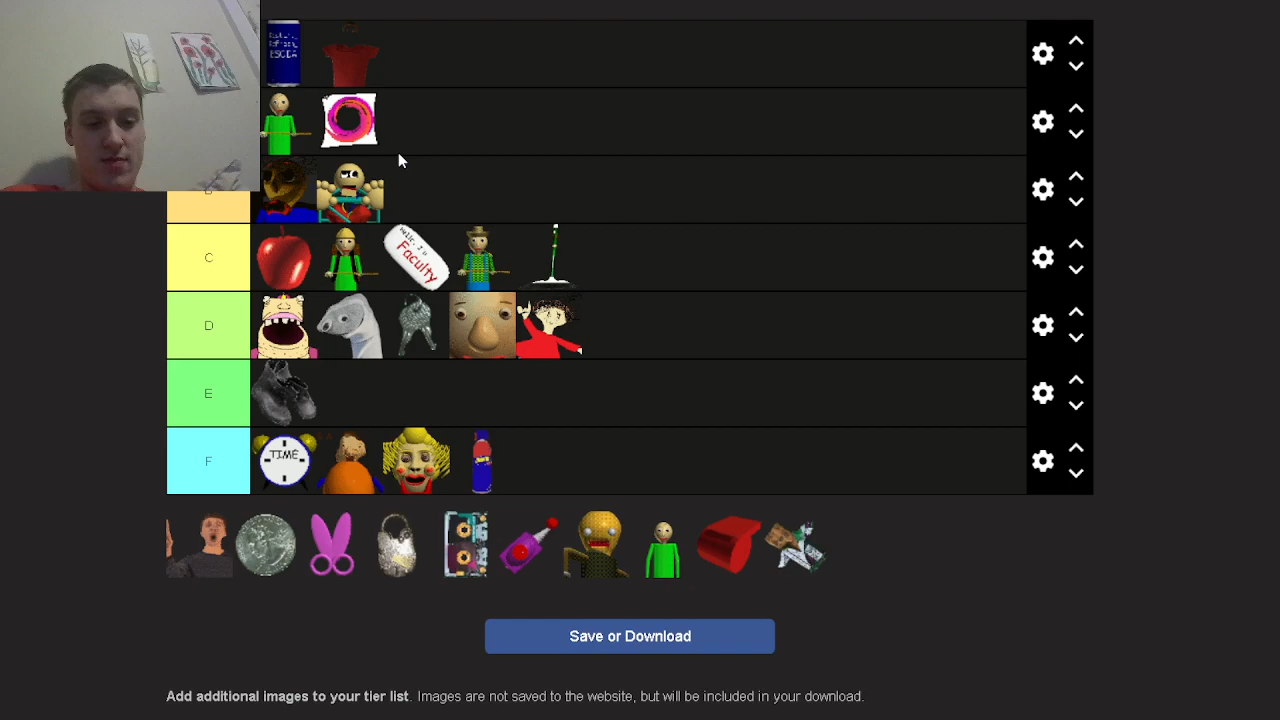 Hello, I'm
Faculty
C
D
E
TIME
F
Save or Download
Add additional images to your tier list. Images are not saved to the website, but will be included in your download.